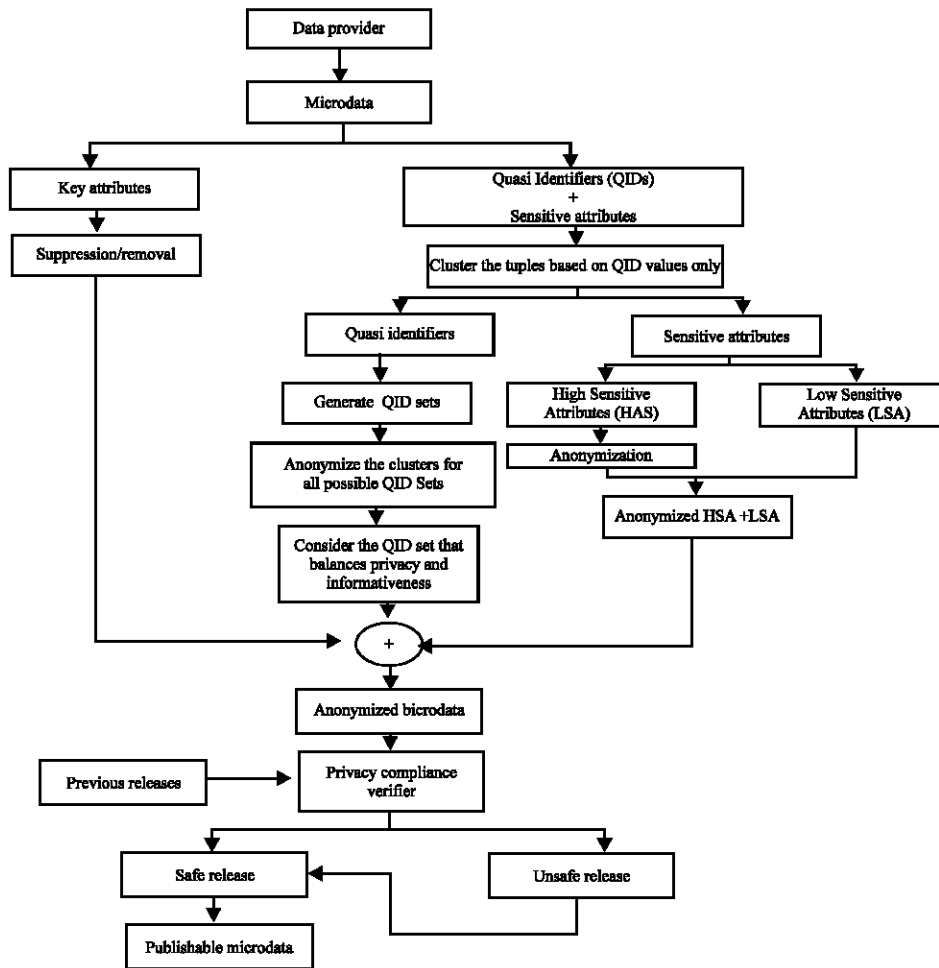 Data provider
Microdata
Key attributes
Quasi Identifiers (QIDs)
+
Sensitive attributes
Suppression/removal
Cluster the tuples based on QID values only
Quasi identifiers
Sensitive attributes
Generate QID sets
High Sensitive
Attributes (HAS)
Low Sensitive
Attributes (LSA)
Anonymize the clusters for
all possible QID Sets
Anonymization
Anonymized HSA +LSA
Consider the QID set that
balances privacy and
informativeness
+
Anonymized bicrodata
Previous releases
Privacy compliance
verifier
Safe release
Unsafe release
Publishable microdata